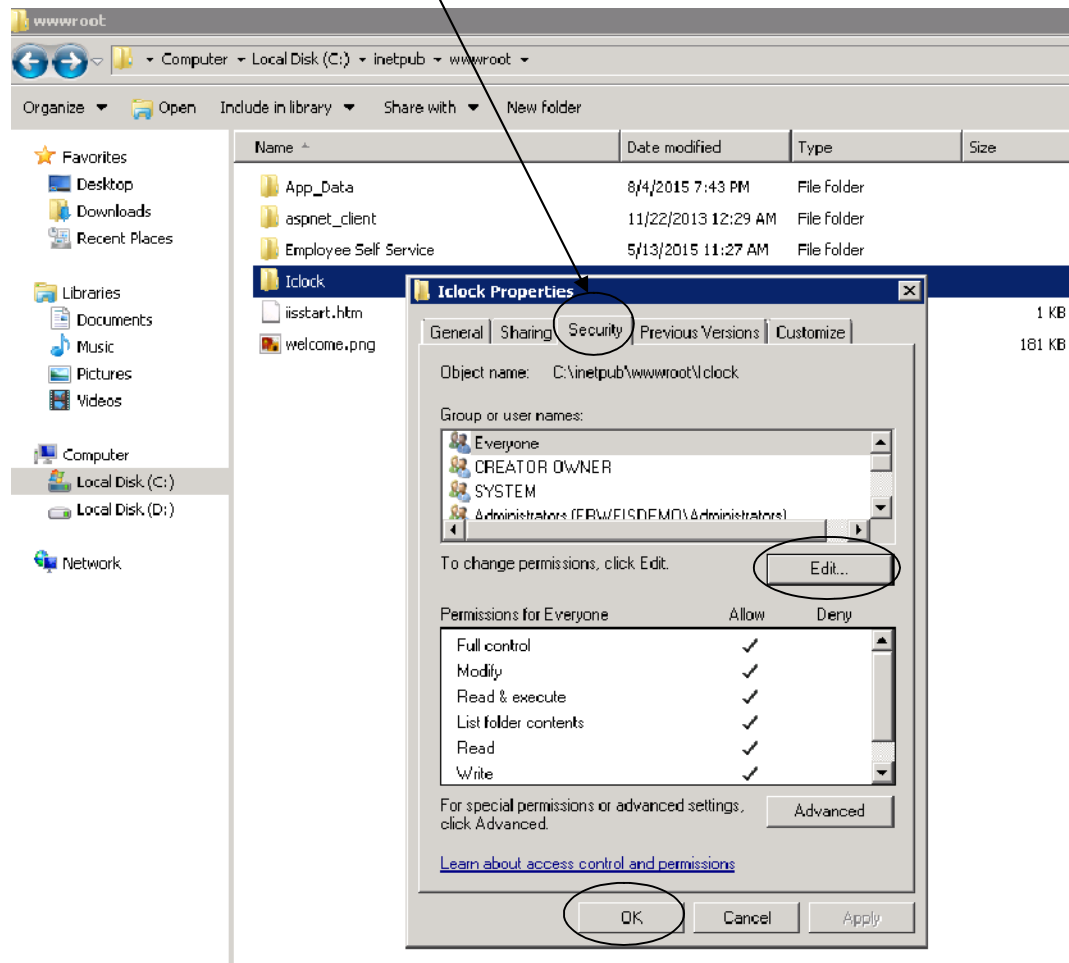 wwwroot
Computer Local Disk (C:) inetpub wwwroot
Organize Open Include in library Share with New folder
Name Date modified Type Size
Favorites
Desktop
Downloads
Recent Places
Libraries
Documents
Music
Pictures
Videos
Computer
Local Disk (C:)
Local Disk (D:)
Network
App_Data 8/4/2015 7:43 PM File folder
aspnet_client 11/22/2013 12:29 AM File folder
Employee Self Service 5/13/2015 11:27 AM File folder
Iclock
iisstart.htm 1 KB
welcome.png 181 KB
Iclock Properties
General Sharing Security Previous Versions Customize
Object name: C:\inetpub\wwwroot\Iclock
Group or user names:
Everyone
CREATOR OWNER
SYSTEM
Administrators (ERWEISDEMO\Administrators)
To change permissions, click Edit. Edit...
Permissions for Everyone Allow Deny
Full control
Modify
Read & execute
List folder contents
Read
Write
For special permissions or advanced settings,
click Advanced. Advanced
Learn about access control and permissions
OK Cancel Apply